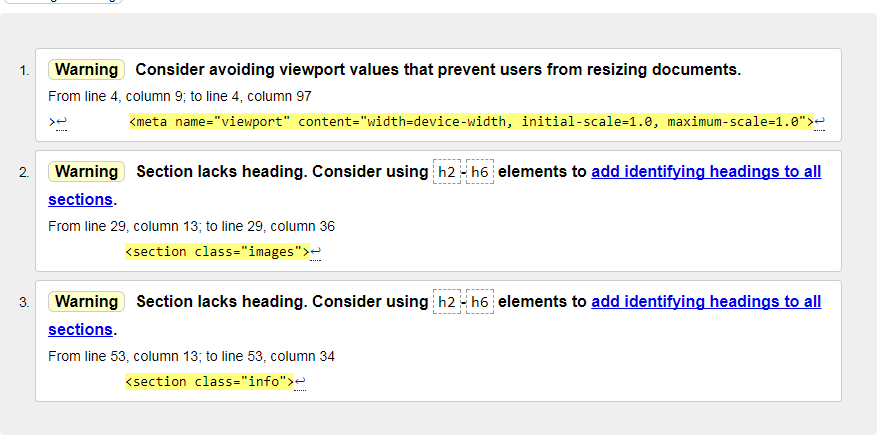 1. Warning Consider avoiding viewport values that prevent users from resizing documents.
From line 4, column 9; to line 4, column 97
>↩ <meta name="viewport" content="width=device-width, initial-scale=1.0, maximum-scale=1.0">↩
2. Warning Section lacks heading. Consider using h2-h6 elements to add identifying headings to all
sections.
From line 29, column 13; to line 29, column 36
<section class="images">↩
3. Warning Section lacks heading. Consider using h2-h6 elements to add identifying headings to all
sections.
From line 53, column 13; to line 53, column 34
<section class="info">↩